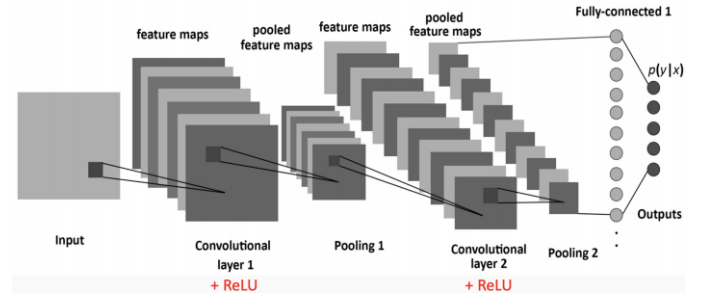 Fully-connected 1
pooled
feature maps
feature maps
pooled
feature maps
feature maps
p(y|x)
Input
Convolutional
layer 1
+ ReLU
Pooling 1
Convolutional
layer 2
+ ReLU
Pooling 2
Outputs